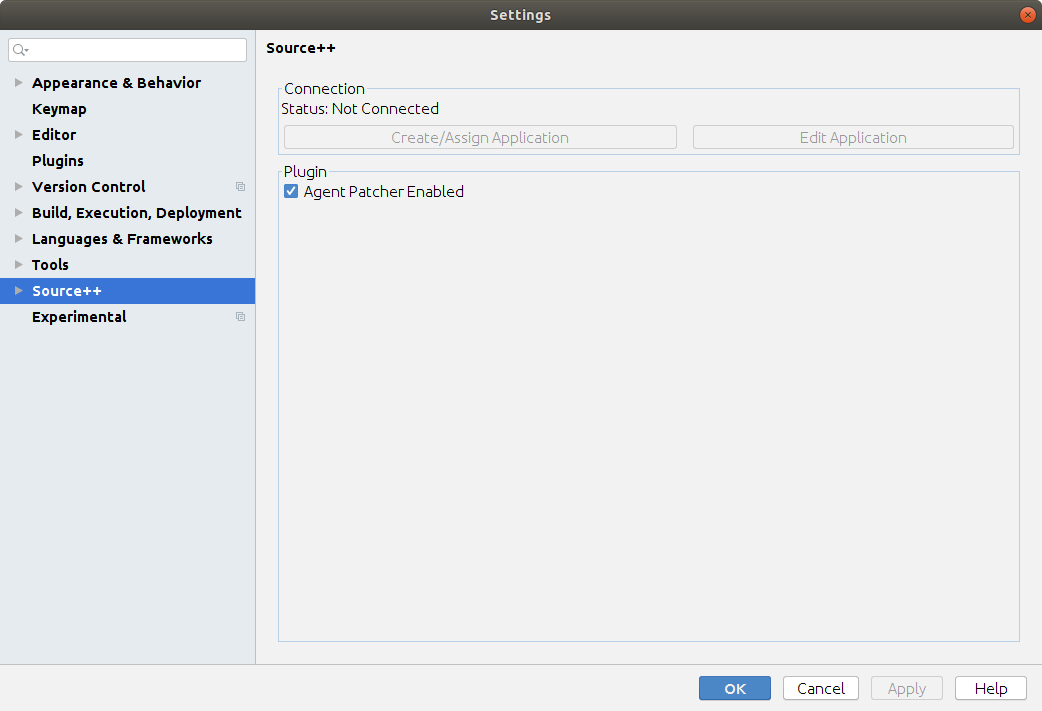 Settings
Source++
Appearance & Behavior
Keymap
Editor
Plugins
Version Control
Build, Execution, Deployment
Languages & Frameworks
Tools
Source++
Experimental
Connection
Status: Not Connected
Create/Assign Application
Edit Application
Plugin
Agent Patcher Enabled
OK
Cancel
Apply
Help